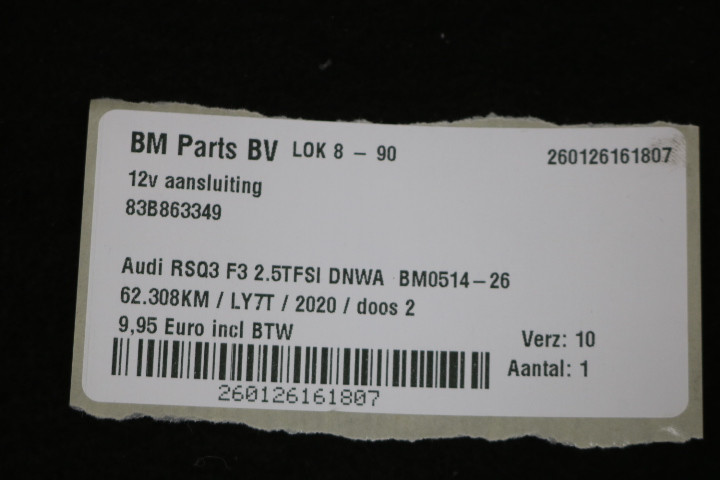 BM Parts BV LOK 8 - 90 260126161807
12v aansluiting
83B863349
Audi RSQ3 F3 2.5TFSI DNWA BM0514-26
62.308KM / LY7T / 2020 / doos 2
9,95 Euro incl BTW
Verz: 10
Aantal: 1
260126161807